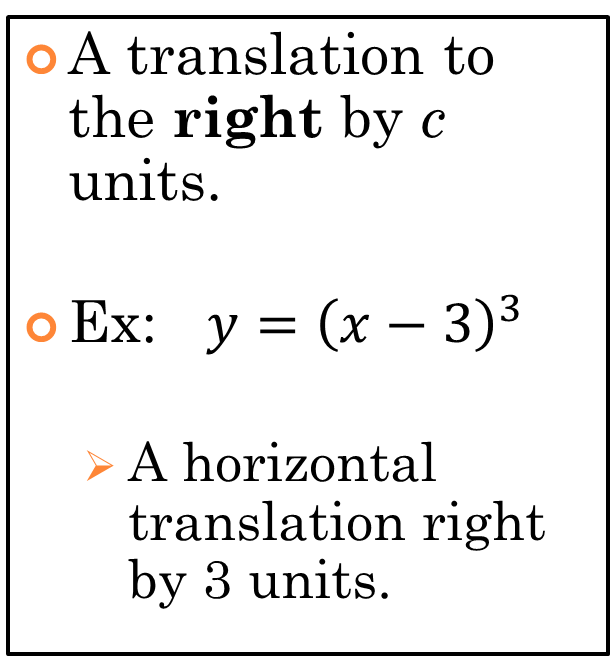 A translation to
the right by c
units.
Ex: y = (x − 3)³
A horizontal
translation right
by 3 units.